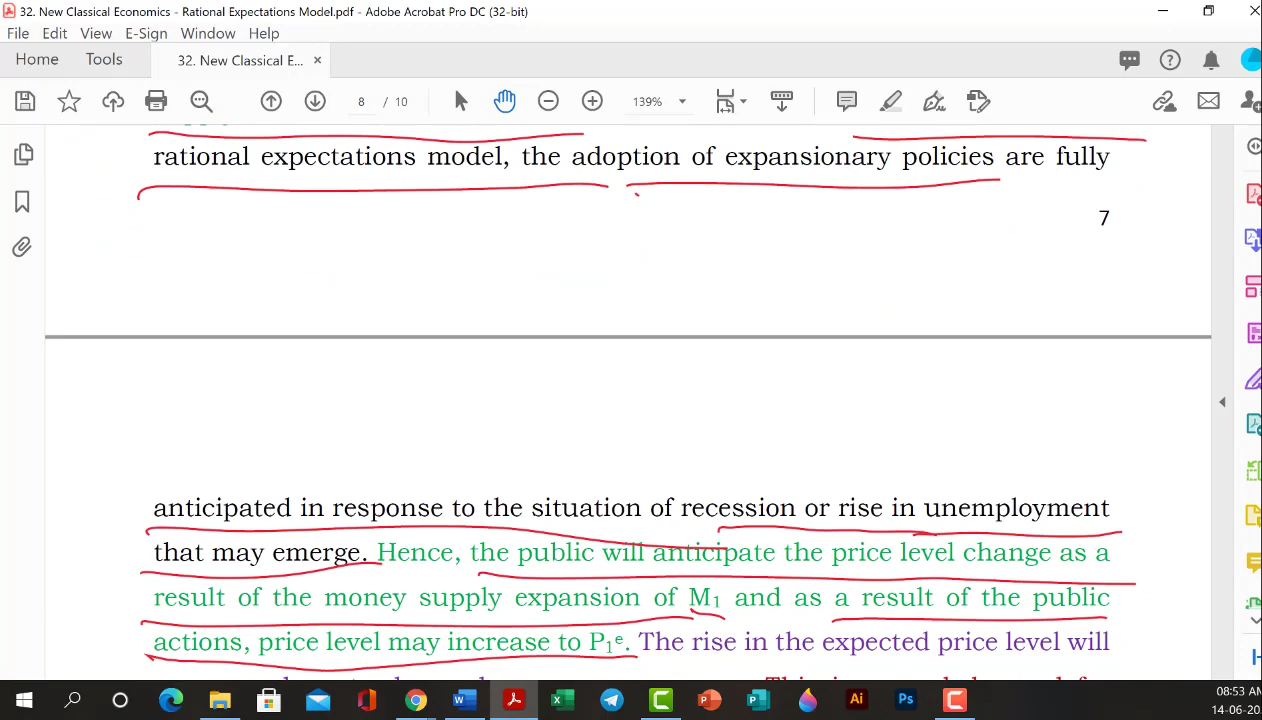 32. New Classical Economics - Rational Expectations Model.pdf - Adobe Acrobat Pro DC (32-bit)
File Edit View E-Sign Window Help
Home Tools 32. New Classical E... ×
8 / 10 139%
rational expectations model, the adoption of expansionary policies are fully
7
anticipated in response to the situation of recession or rise in unemployment
that may emerge. Hence, the public will anticipate the price level change as a
result of the money supply expansion of M₁ and as a result of the public
actions, price level may increase to P₁ᵉ. The rise in the expected price level will
08:53 AM
14-06-20